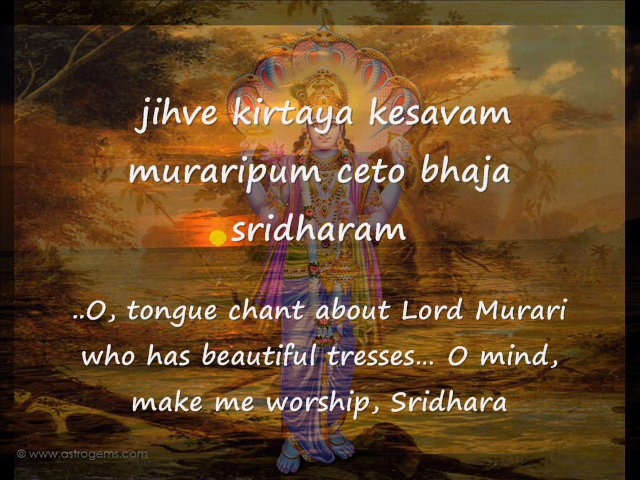 jihve kirtaya kesavam
muraripum ceto bhaja
sridharam
..O, tongue chant about Lord Murari
who has beautiful tresses... O mind,
make me worship, Sridhara
© www.astrogems.com